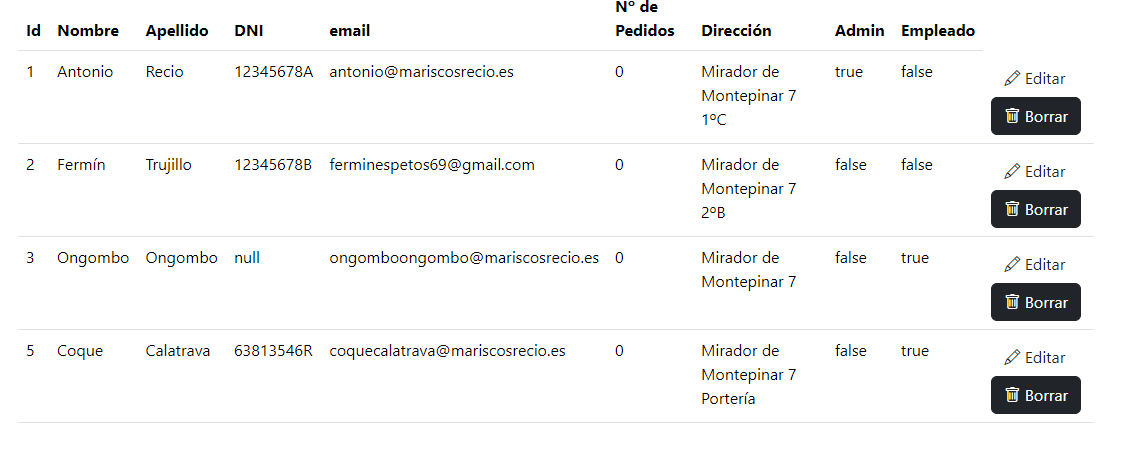 Nº de
Id Nombre Apellido DNI email Pedidos Dirección Admin Empleado
1 Antonio Recio 12345678A antonio@mariscosrecio.es 0 Mirador de true false
Editar
Montepinar 7
1ºC
Borrar
2 Fermín Trujillo 12345678B ferminespetos69@gmail.com 0 Mirador de false false
Editar
Montepinar 7
2ºB
Borrar
3 Ongombo Ongombo null ongomboongombo@mariscosrecio.es 0 Mirador de false true
Editar
Montepinar 7
Borrar
5 Coque Calatrava 63813546R coquecalatrava@mariscosrecio.es 0 Mirador de false true
Editar
Montepinar 7
Portería
Borrar